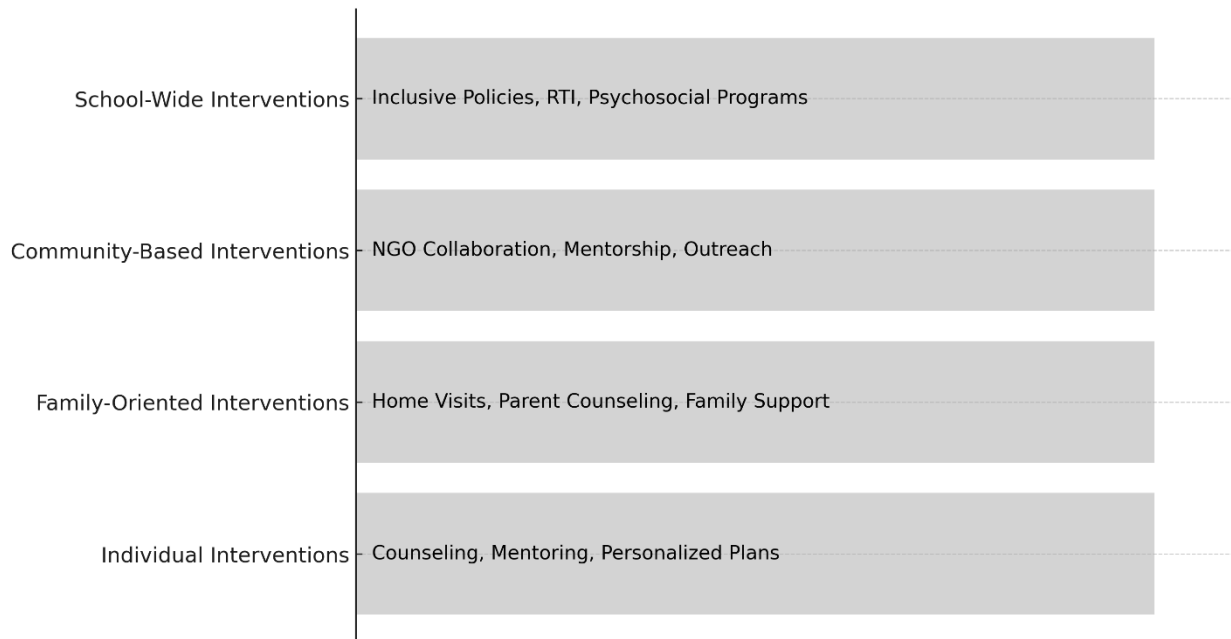 School-Wide Interventions
Inclusive Policies, RTI, Psychosocial Programs
Community-Based Interventions
NGO Collaboration, Mentorship, Outreach
Family-Oriented Interventions
Home Visits, Parent Counseling, Family Support
Individual Interventions
Counseling, Mentoring, Personalized Plans